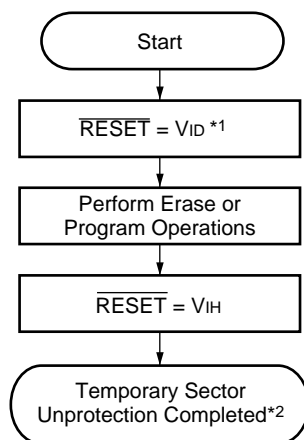 Start
RESET = VID *1
Perform Erase or
Program Operations
RESET = VIH
Temporary Sector
Unprotection Completed*2